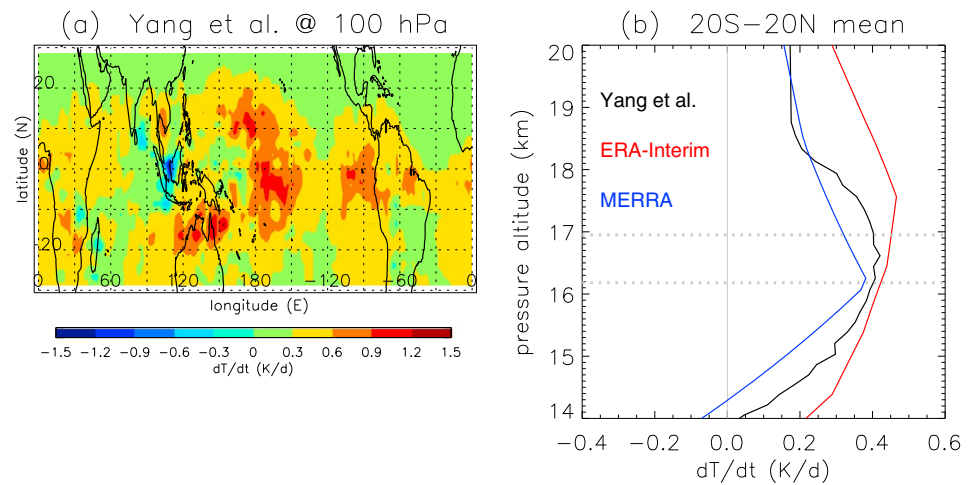 (a) Yang et al. @ 100 hPa
latitude (N)
20
0
-20
0 60 120 180 -120 -60 0
longitude (E)
-1.5 -1.2 -0.9 -0.6 -0.3 0 0.3 0.6 0.9 1.2 1.5
dT/dt (K/d)
(b) 20S-20N mean
pressure altitude (km)
20
19
18
17
16
15
14
Yang et al.
ERA-Interim
MERRA
-0.4 -0.2 0.0 0.2 0.4 0.6
dT/dt (K/d)